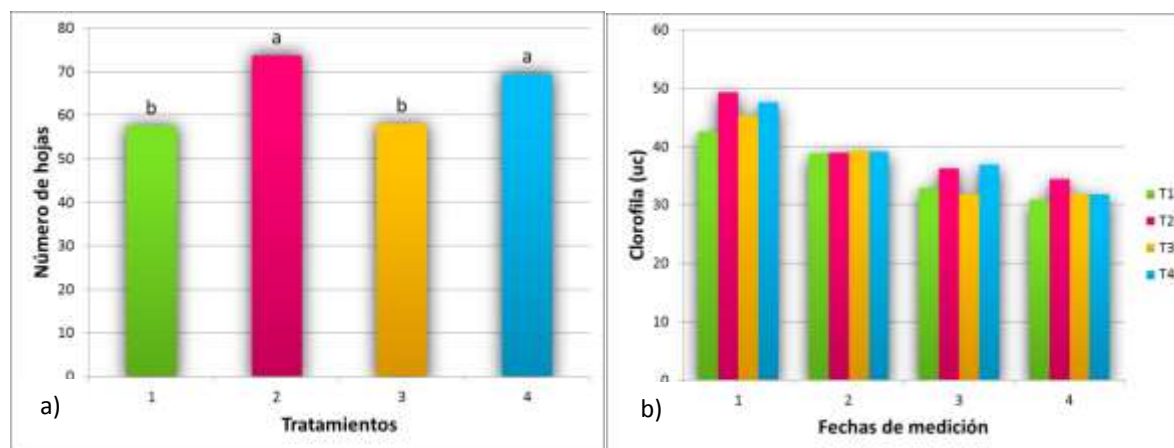 80
70
60
50
40
30
20
10
0
Número de hojas
b
a
b
a
1 2 3 4
Tratamientos
a)
60
50
40
30
20
10
0
Clorofila (uc)
1 2 3 4
Fechas de medición
b)
T1
T2
T3
T4